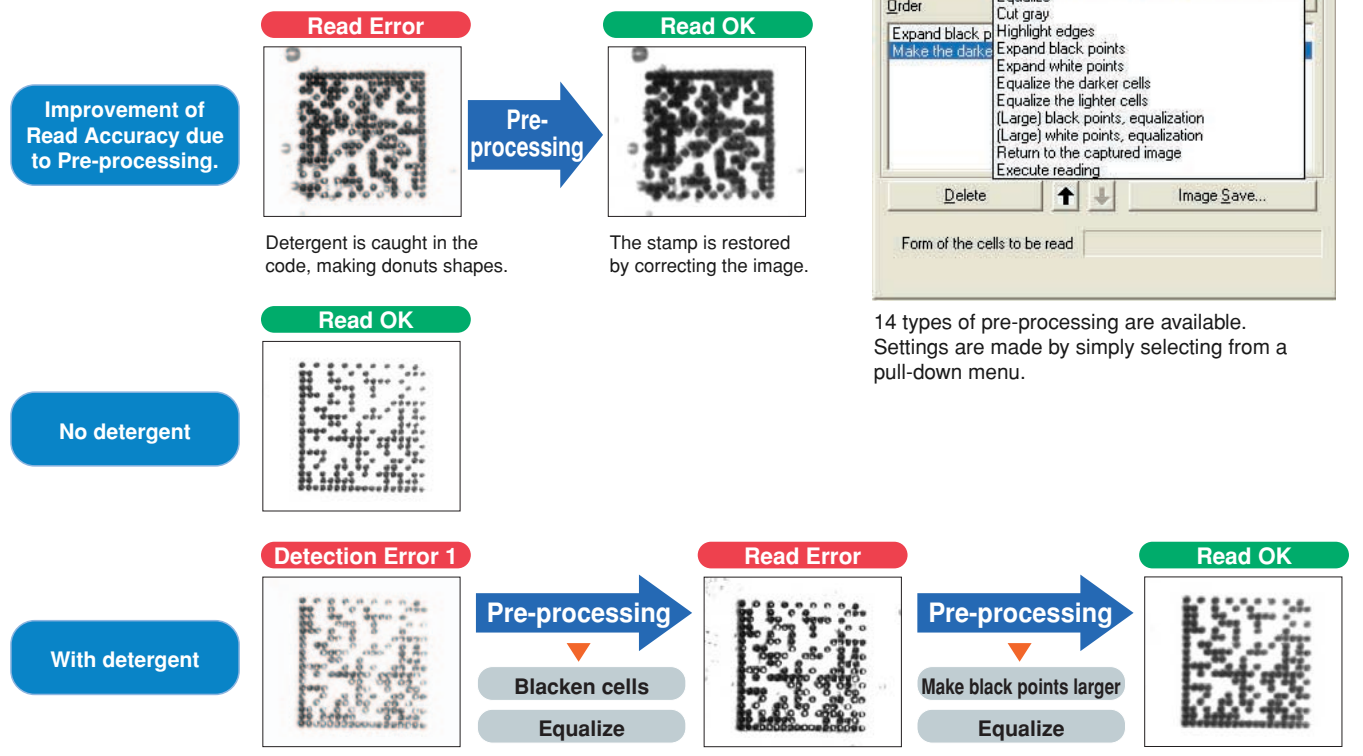 Read Error
Read OK
Improvement of
Read Accuracy due
to Pre-processing.
Pre-
processing
Detergent is caught in the
code, making donuts shapes.
The stamp is restored
by correcting the image.
Order
Cut gray
Expand black p
Highlight edges
Make the darke
Expand black points
Expand white points
Equalize the darker cells
Equalize the lighter cells
(Large) black points, equalization
(Large) white points, equalization
Return to the captured image
Execute reading
Delete
Image Save...
Form of the cells to be read
14 types of pre-processing are available.
Settings are made by simply selecting from a
pull-down menu.
No detergent
Read OK
With detergent
Detection Error 1
Pre-processing
Blacken cells
Equalize
Read Error
Pre-processing
Make black points larger
Equalize
Read OK